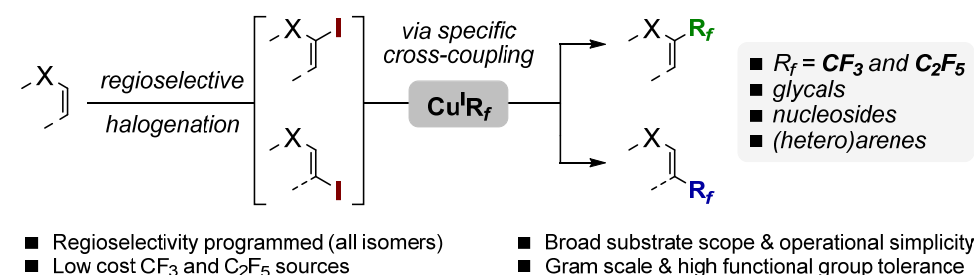 X
regioselective
halogenation
X I
X I
via specific
cross-coupling
CuᴵR𝑓
X R𝑓
X R𝑓
■ R𝑓 = CF₃ and C₂F₅
■ glycals
■ nucleosides
■ (hetero)arenes
■ Regioselectivity programmed (all isomers)
■ Low cost CF₃ and C₂F₅ sources
■ Broad substrate scope & operational simplicity
■ Gram scale & high functional group tolerance